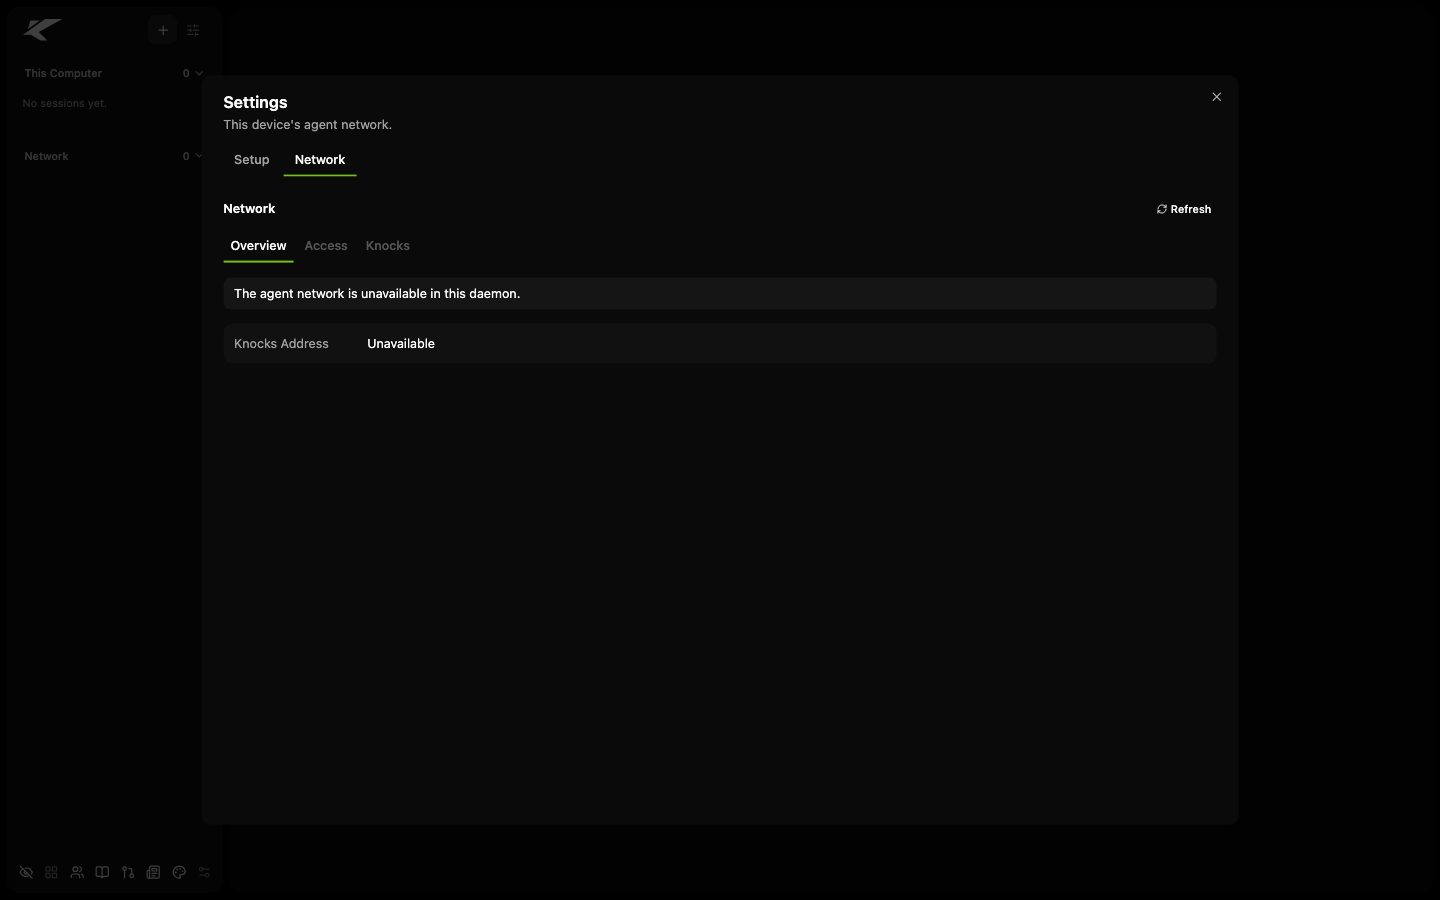 This Computer 0
No sessions yet.
Network 0
Settings
This device's agent network.
Setup Network
Network Refresh
Overview Access Knocks
The agent network is unavailable in this daemon.
Knocks Address Unavailable